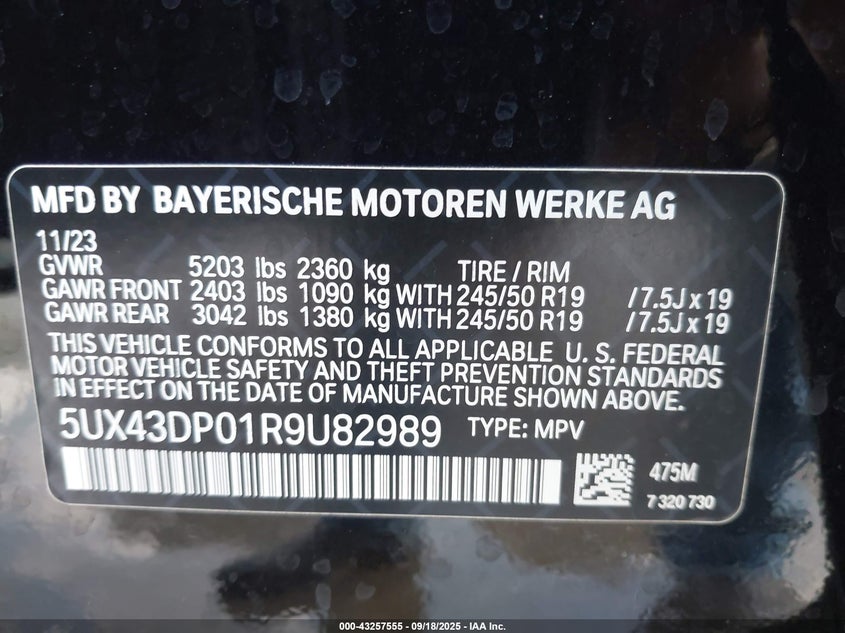 MFD BY BAYERISCHE MOTOREN WERKE AG
11/23
GVWR 5203 lbs 2360 kg TIRE / RIM
GAWR FRONT 2403 lbs 1090 kg WITH 245/50 R19 / 7.5J x 19
GAWR REAR 3042 lbs 1380 kg WITH 245/50 R19 / 7.5J x 19
THIS VEHICLE CONFORMS TO ALL APPLICABLE U. S. FEDERAL
MOTOR VEHICLE SAFETY AND THEFT PREVENTION STANDARDS
IN EFFECT ON THE DATE OF MANUFACTURE SHOWN ABOVE.
5UX43DP01R9U82989 TYPE: MPV
475M
7 320 730
000-43257555 - 09/18/2025 - IAA Inc.